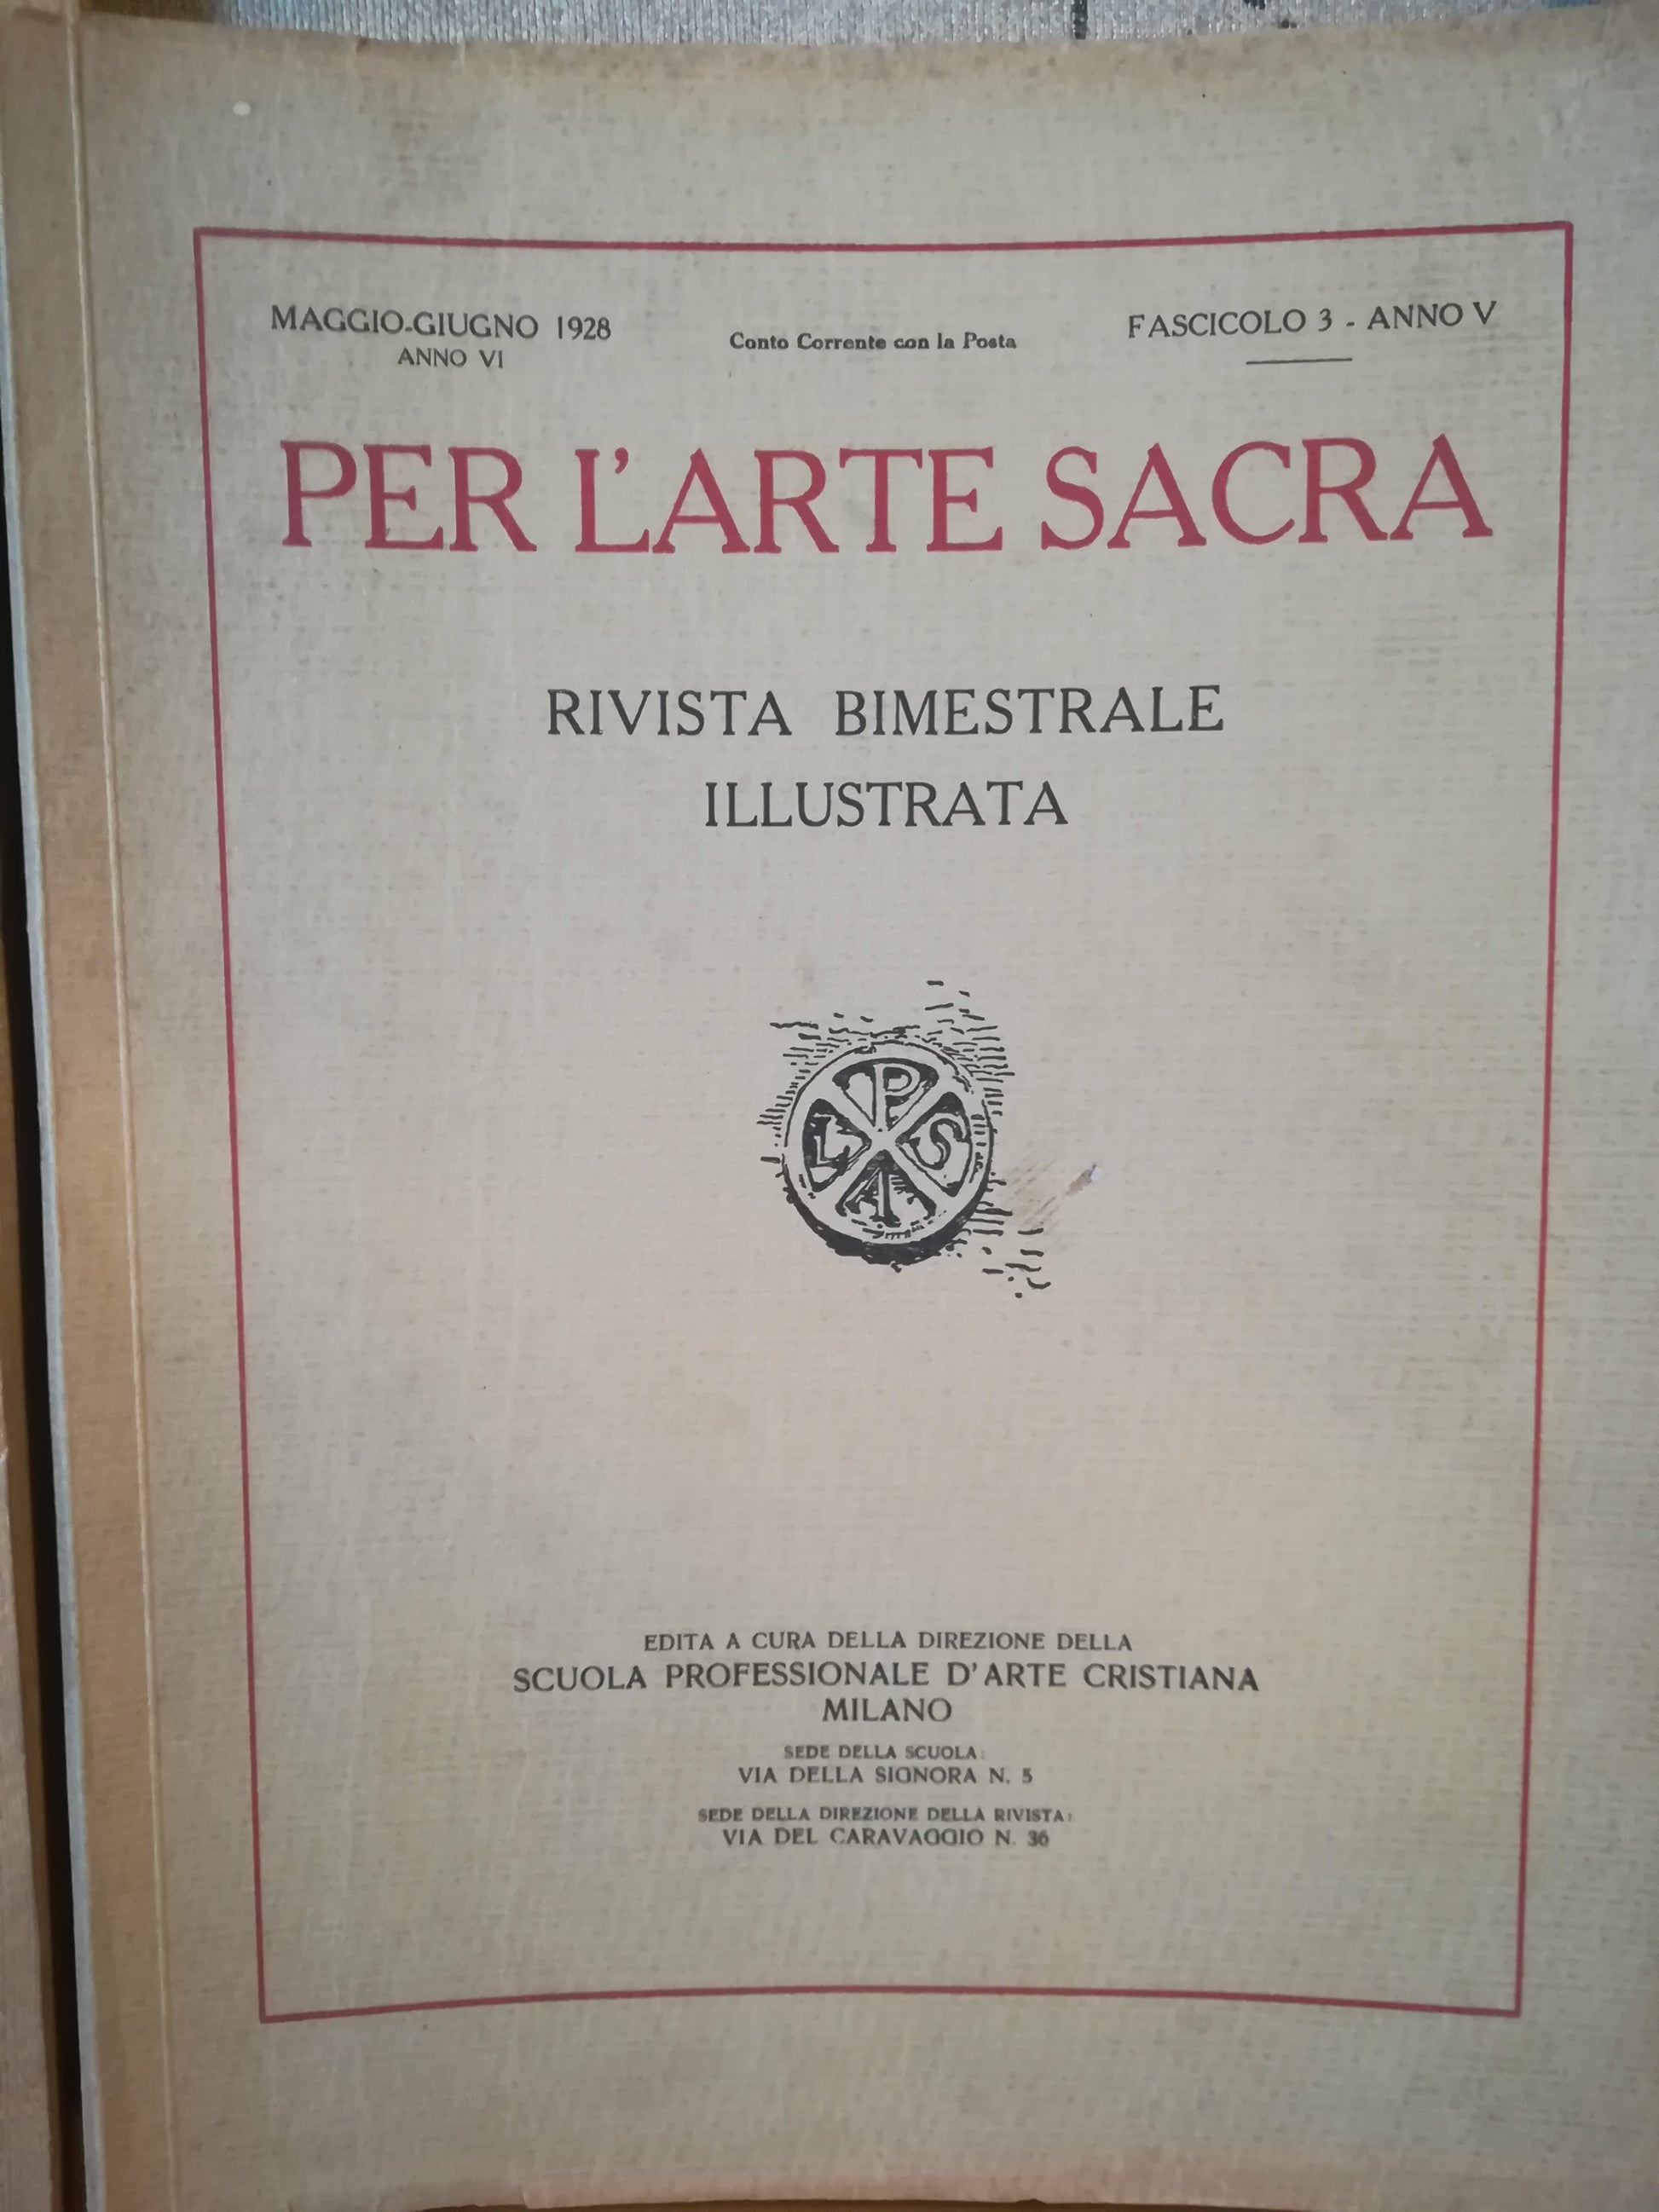 MAGGIO-GIUGNO 1928
ANNO VI
Conto Corrente con la Posta
FASCICOLO 3 - ANNO V
PER L'ARTE SACRA
RIVISTA BIMESTRALE
ILLUSTRATA
P
L S
A
EDITA A CURA DELLA DIREZIONE DELLA
SCUOLA PROFESSIONALE D'ARTE CRISTIANA
MILANO
SEDE DELLA SCUOLA:
VIA DELLA SIGNORA N. 5
SEDE DELLA DIREZIONE DELLA RIVISTA:
VIA DEL CARAVAGGIO N. 36